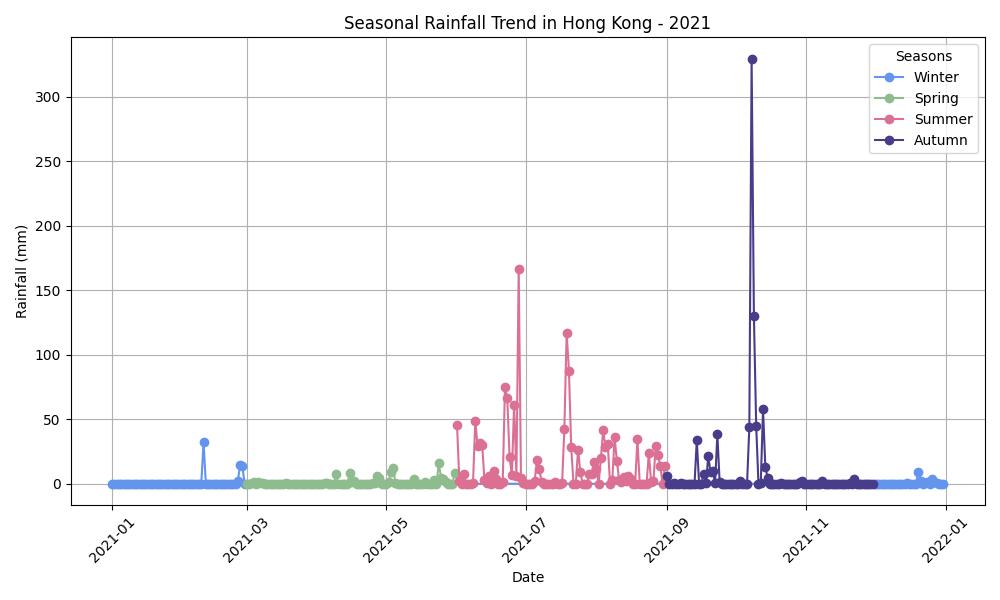 Seasonal Rainfall Trend in Hong Kong - 2021
Seasons
Winter
Spring
Summer
Autumn
Rainfall (mm)
300
250
200
150
100
50
0
2021-01
2021-03
2021-05
2021-07
2021-09
2021-11
2022-01
Date